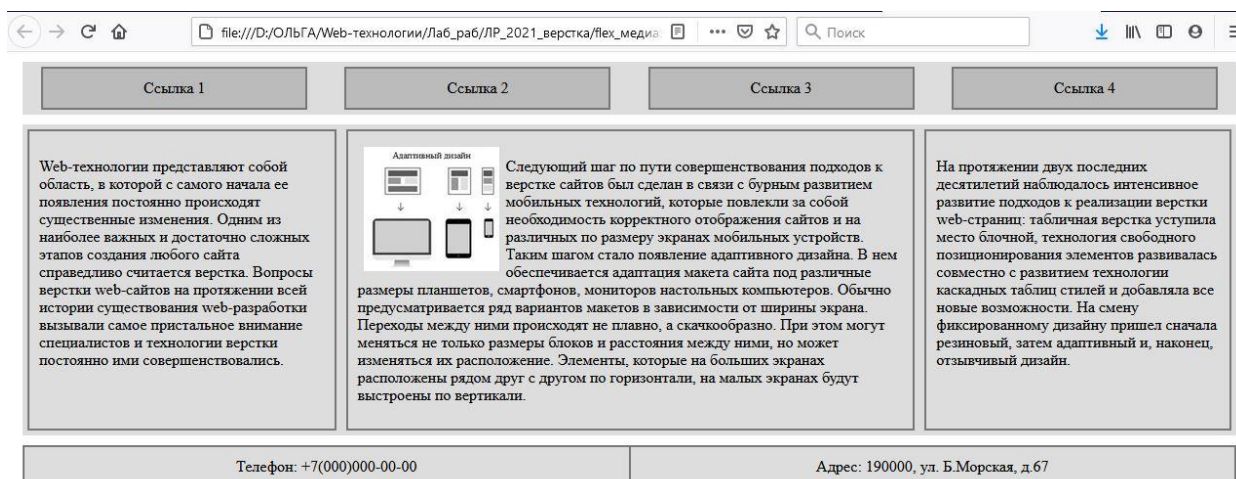 file:///D:/ОЛЬГА/Web-технологии/Лаб_раб/ЛР_2021_верстка/flex_медиа
Поиск
Ссылка 1
Ссылка 2
Ссылка 3
Ссылка 4
Web-технологии представляют собой
область, в которой с самого начала ее
появления постоянно происходят
существенные изменения. Одним из
наиболее важных и достаточно сложных
этапов создания любого сайта
справедливо считается верстка. Вопросы
верстки web-сайтов на протяжении всей
истории существования web-разработки
вызывали самое пристальное внимание
специалистов и технологии верстки
постоянно ими совершенствовались.
Адаптивный дизайн
Следующий шаг по пути совершенствования подходов к
верстке сайтов был сделан в связи с бурным развитием
мобильных технологий, которые повлекли за собой
необходимость корректного отображения сайтов и на
различных по размеру экранах мобильных устройств.
Таким шагом стало появление адаптивного дизайна. В нем
обеспечивается адаптация макета сайта под различные
размеры планшетов, смартфонов, мониторов настольных компьютеров. Обычно
предусматривается ряд вариантов макетов в зависимости от ширины экрана.
Переходы между ними происходят не плавно, а скачкообразно. При этом могут
меняться не только размеры блоков и расстояния между ними, но может
изменяться их расположение. Элементы, которые на больших экранах
расположены рядом друг с другом по горизонтали, на малых экранах будут
выстроены по вертикали.
На протяжении двух последних
десятилетий наблюдалось интенсивное
развитие подходов к реализации верстки
web-страниц: табличная верстка уступила
место блочной, технология свободного
позиционирования элементов развивалась
совместно с развитием технологии
каскадных таблиц стилей и добавляла все
новые возможности. На смену
фиксированному дизайну пришел сначала
резиновый, затем адаптивный и, наконец,
отзывчивый дизайн.
Телефон: +7(000)000-00-00
Адрес: 190000, ул. Б.Морская, д.67